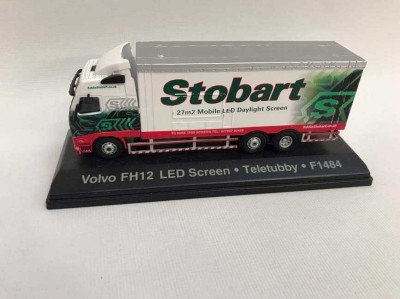 Stobart
27m2 Mobile LED Daylight Screen
Volvo FH12 LED Screen • Teletubby • F1484